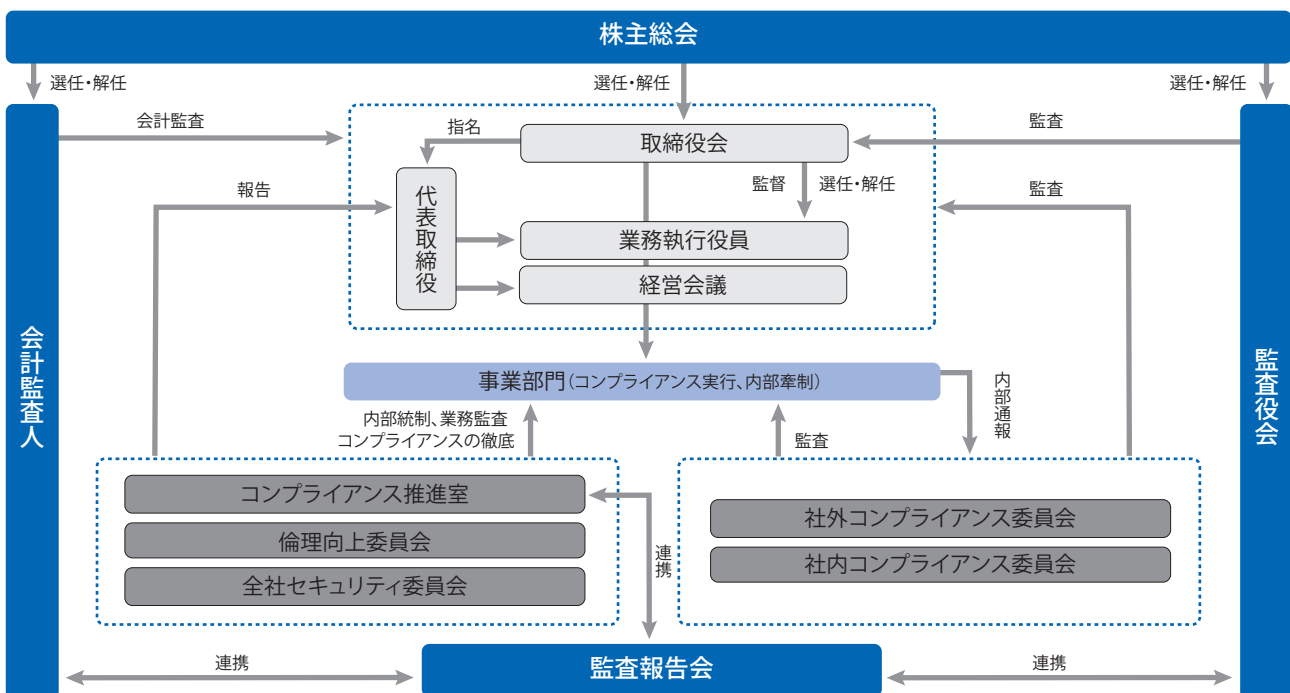 株主総会
選任・解任
選任・解任
選任・解任
会計監査
監査
指名
取締役会
報告
監督
選任・解任
監査
代表取締役
業務執行役員
経営会議
会計監査人
監査役会
事業部門(コンプライアンス実行、内部牽制)
内部通報
内部統制、業務監査
コンプライアンスの徹底
監査
コンプライアンス推進室
倫理向上委員会
全社セキュリティ委員会
連携
社外コンプライアンス委員会
社内コンプライアンス委員会
連携
監査報告会
連携